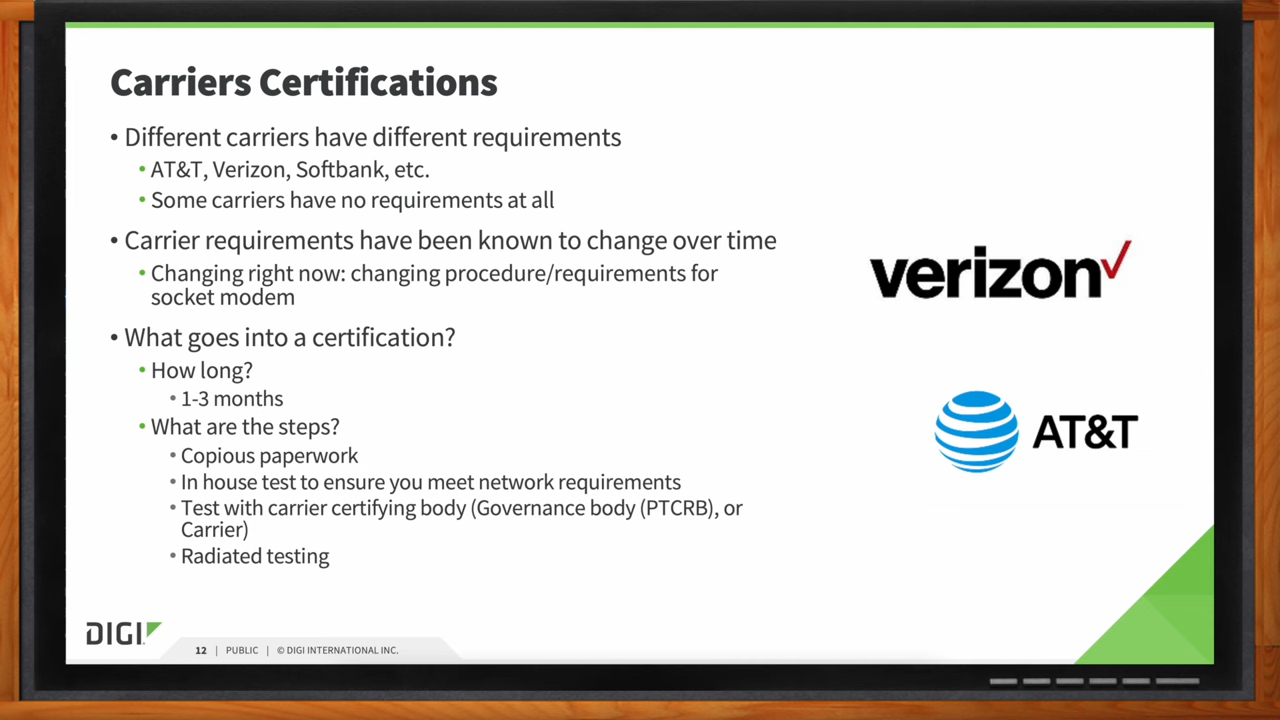 Carriers Certifications
• Different carriers have different requirements
• AT&T, Verizon, Softbank, etc.
• Some carriers have no requirements at all
• Carrier requirements have been known to change over time
• Changing right now: changing procedure/requirements for
socket modem
• What goes into a certification?
• How long?
• 1-3 months
• What are the steps?
• Copious paperwork
• In house test to ensure you meet network requirements
• Test with carrier certifying body (Governance body (PTCRB), or
Carrier)
• Radiated testing
verizon
AT&T
DIGI
12 | PUBLIC | © DIGI INTERNATIONAL INC.